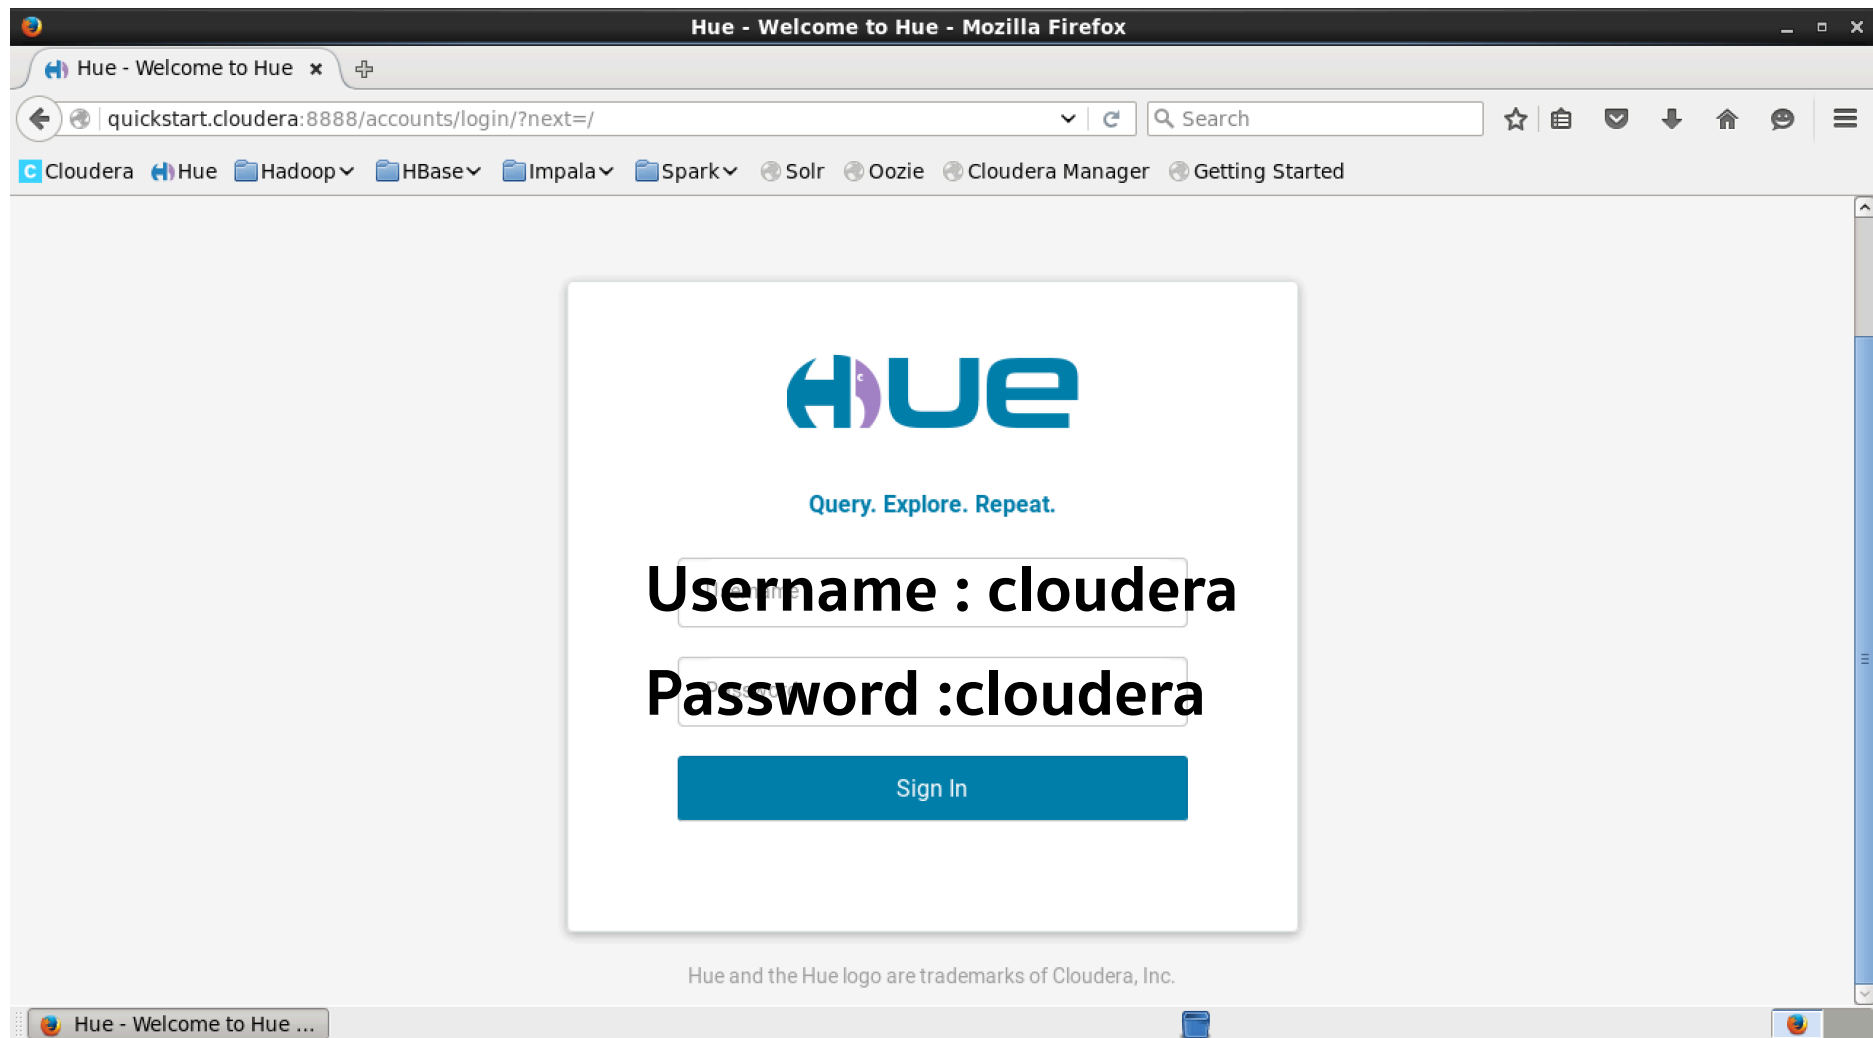 Hue - Welcome to Hue - Mozilla Firefox
Hue - Welcome to Hue
quickstart.cloudera:8888/accounts/login/?next=/
Search
Cloudera Hue Hadoop HBase Impala Spark Solr Oozie Cloudera Manager Getting Started
HUE
Query. Explore. Repeat.
Username
Username : cloudera
Password
Password :cloudera
Sign In
Hue and the Hue logo are trademarks of Cloudera, Inc.
Hue - Welcome to Hue ...